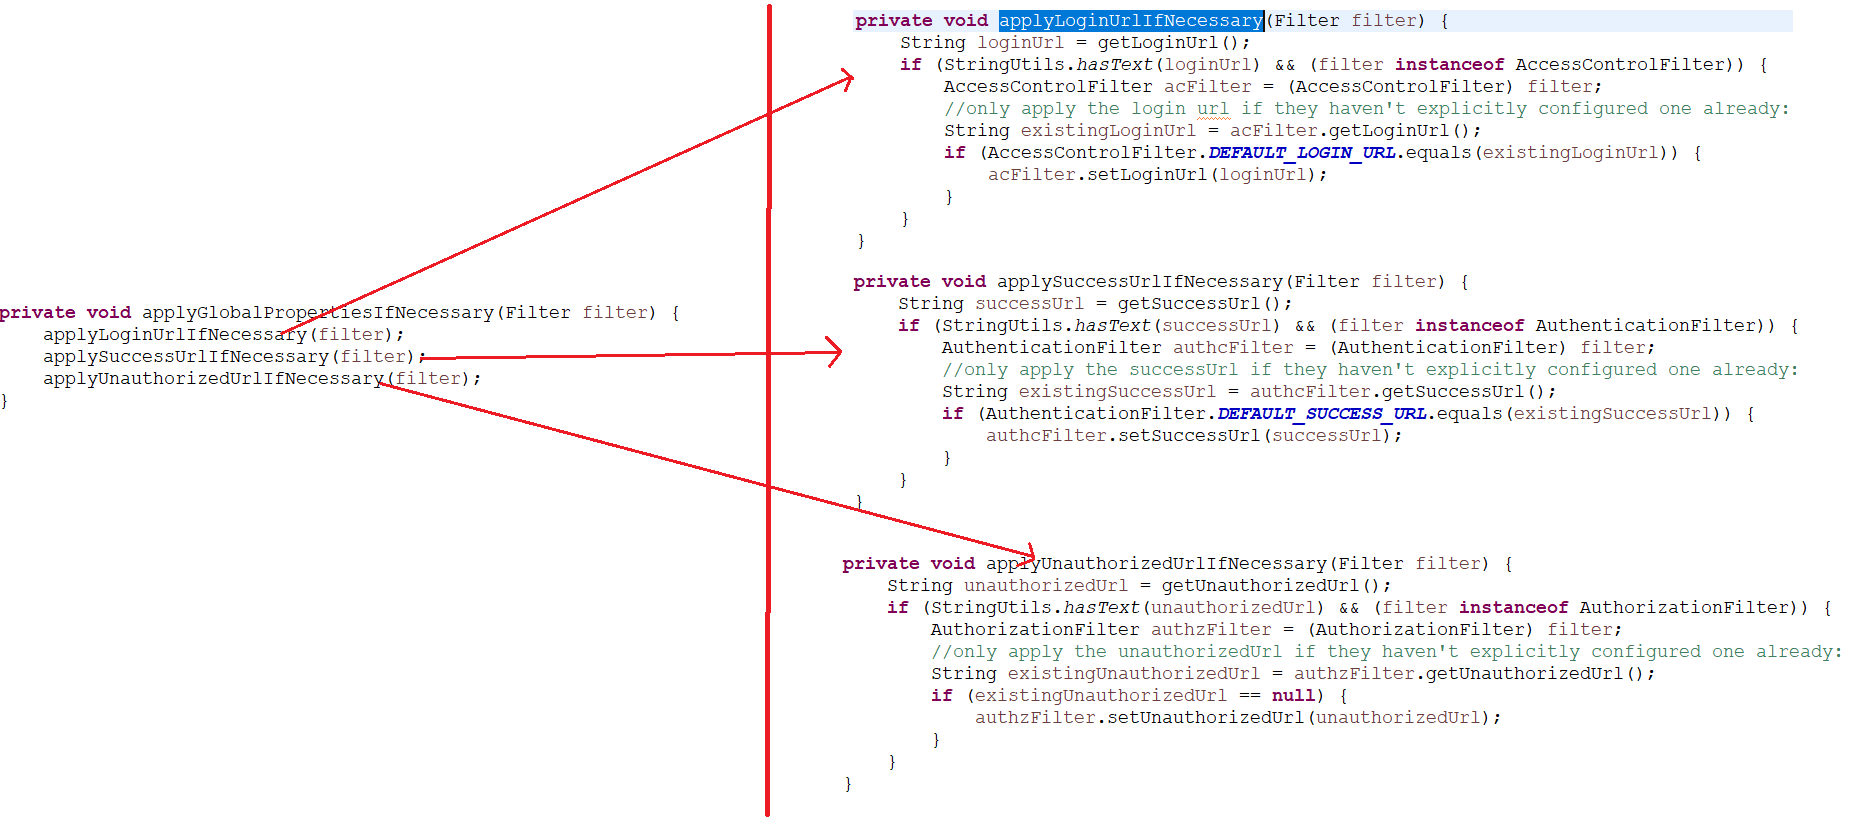 private void applyGlobalPropertiesIfNecessary(Filter filter) {
    applyLoginUrlIfNecessary(filter);
    applySuccessUrlIfNecessary(filter);
    applyUnauthorizedUrlIfNecessary(filter);
}
private void applyLoginUrlIfNecessary(Filter filter) {
    String loginUrl = getLoginUrl();
    if (StringUtils.hasText(loginUrl) && (filter instanceof AccessControlFilter)) {
        AccessControlFilter acFilter = (AccessControlFilter) filter;
        //only apply the login url if they haven't explicitly configured one already:
        String existingLoginUrl = acFilter.getLoginUrl();
        if (AccessControlFilter.DEFAULT_LOGIN_URL.equals(existingLoginUrl)) {
            acFilter.setLoginUrl(loginUrl);
        }
    }
}
private void applySuccessUrlIfNecessary(Filter filter) {
    String successUrl = getSuccessUrl();
    if (StringUtils.hasText(successUrl) && (filter instanceof AuthenticationFilter)) {
        AuthenticationFilter authcFilter = (AuthenticationFilter) filter;
        //only apply the successUrl if they haven't explicitly configured one already:
        String existingSuccessUrl = authcFilter.getSuccessUrl();
        if (AuthenticationFilter.DEFAULT_SUCCESS_URL.equals(existingSuccessUrl)) {
            authcFilter.setSuccessUrl(successUrl);
        }
    }
}
private void applyUnauthorizedUrlIfNecessary(Filter filter) {
    String unauthorizedUrl = getUnauthorizedUrl();
    if (StringUtils.hasText(unauthorizedUrl) && (filter instanceof AuthorizationFilter)) {
        AuthorizationFilter authzFilter = (AuthorizationFilter) filter;
        //only apply the unauthorizedUrl if they haven't explicitly configured one already:
        String existingUnauthorizedUrl = authzFilter.getUnauthorizedUrl();
        if (existingUnauthorizedUrl == null) {
            authzFilter.setUnauthorizedUrl(unauthorizedUrl);
        }
    }
}